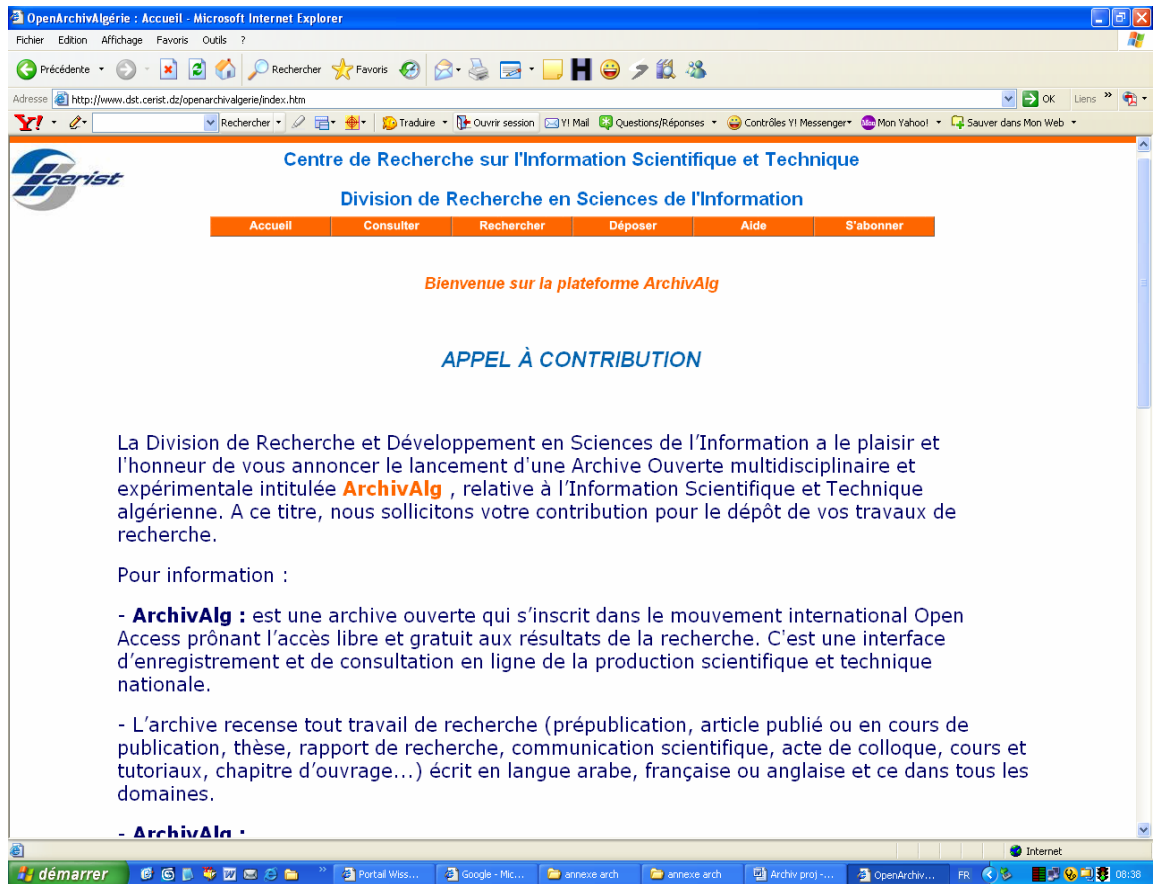 OpenArchivAlgérie : Accueil - Microsoft Internet Explorer
Fichier Edition Affichage Favoris Outils ?
Précédente Rechercher Favoris
Adresse http://www.dst.cerist.dz/openarchivalgerie/index.htm OK Liens »
Y! Rechercher Traduire Ouvrir session Y! Mail Questions/Réponses Contrôles Y! Messenger Mon Yahoo! Sauver dans Mon Web
cerist
Centre de Recherche sur l'Information Scientifique et Technique
Division de Recherche en Sciences de l'Information
Accueil Consulter Rechercher Déposer Aide S'abonner
Bienvenue sur la plateforme ArchivAlg
APPEL À CONTRIBUTION
La Division de Recherche et Développement en Sciences de l'Information a le plaisir et
l'honneur de vous annoncer le lancement d'une Archive Ouverte multidisciplinaire et
expérimentale intitulée ArchivAlg , relative à l'Information Scientifique et Technique
algérienne. A ce titre, nous sollicitons votre contribution pour le dépôt de vos travaux de
recherche.
Pour information :
- ArchivAlg : est une archive ouverte qui s'inscrit dans le mouvement international Open
Access prônant l'accès libre et gratuit aux résultats de la recherche. C'est une interface
d'enregistrement et de consultation en ligne de la production scientifique et technique
nationale.
- L'archive recense tout travail de recherche (prépublication, article publié ou en cours de
publication, thèse, rapport de recherche, communication scientifique, acte de colloque, cours et
tutoriaux, chapitre d'ouvrage...) écrit en langue arabe, française ou anglaise et ce dans tous les
domaines.
- ArchivAlg :
Internet
démarrer » Portail Wiss... Google - Mic... annexe arch annexe arch Archiv proj -... OpenArchiv... FR 08:38